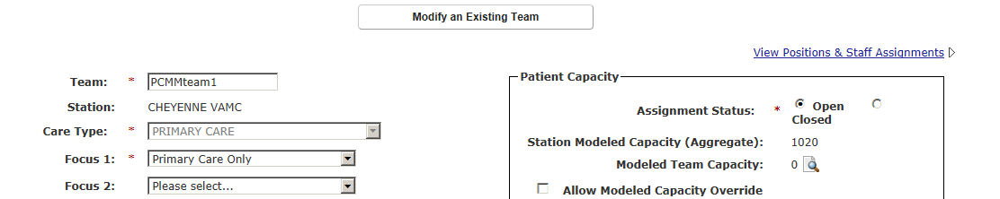 Modify an Existing Team
View Positions & Staff Assignments
Team: * PCMMteam1
Station: CHEYENNE VAMC
Care Type: * PRIMARY CARE
Focus 1: * Primary Care Only
Focus 2: Please select...
Patient Capacity
Assignment Status: * Open
Closed
Station Modeled Capacity (Aggregate): 1020
Modeled Team Capacity: 0
Allow Modeled Capacity Override